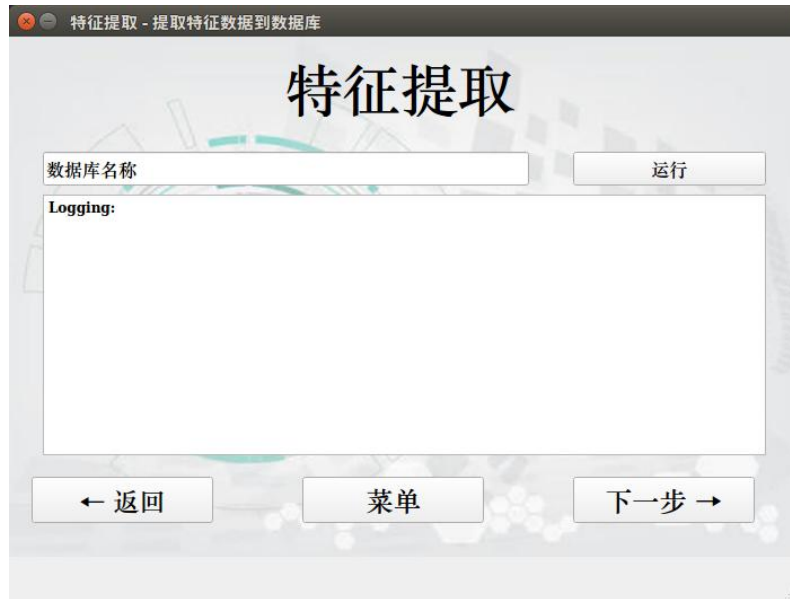 特征提取 - 提取特征数据到数据库
特征提取
数据库名称
运行
Logging:
← 返回
菜单
下一步 →